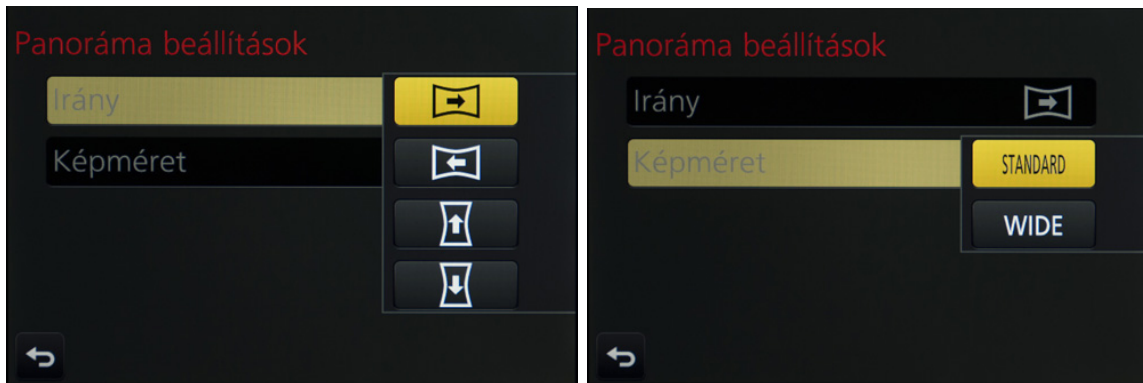 Panoráma beállítások
Irány
Képméret
Panoráma beállítások
Irány
Képméret
STANDARD
WIDE